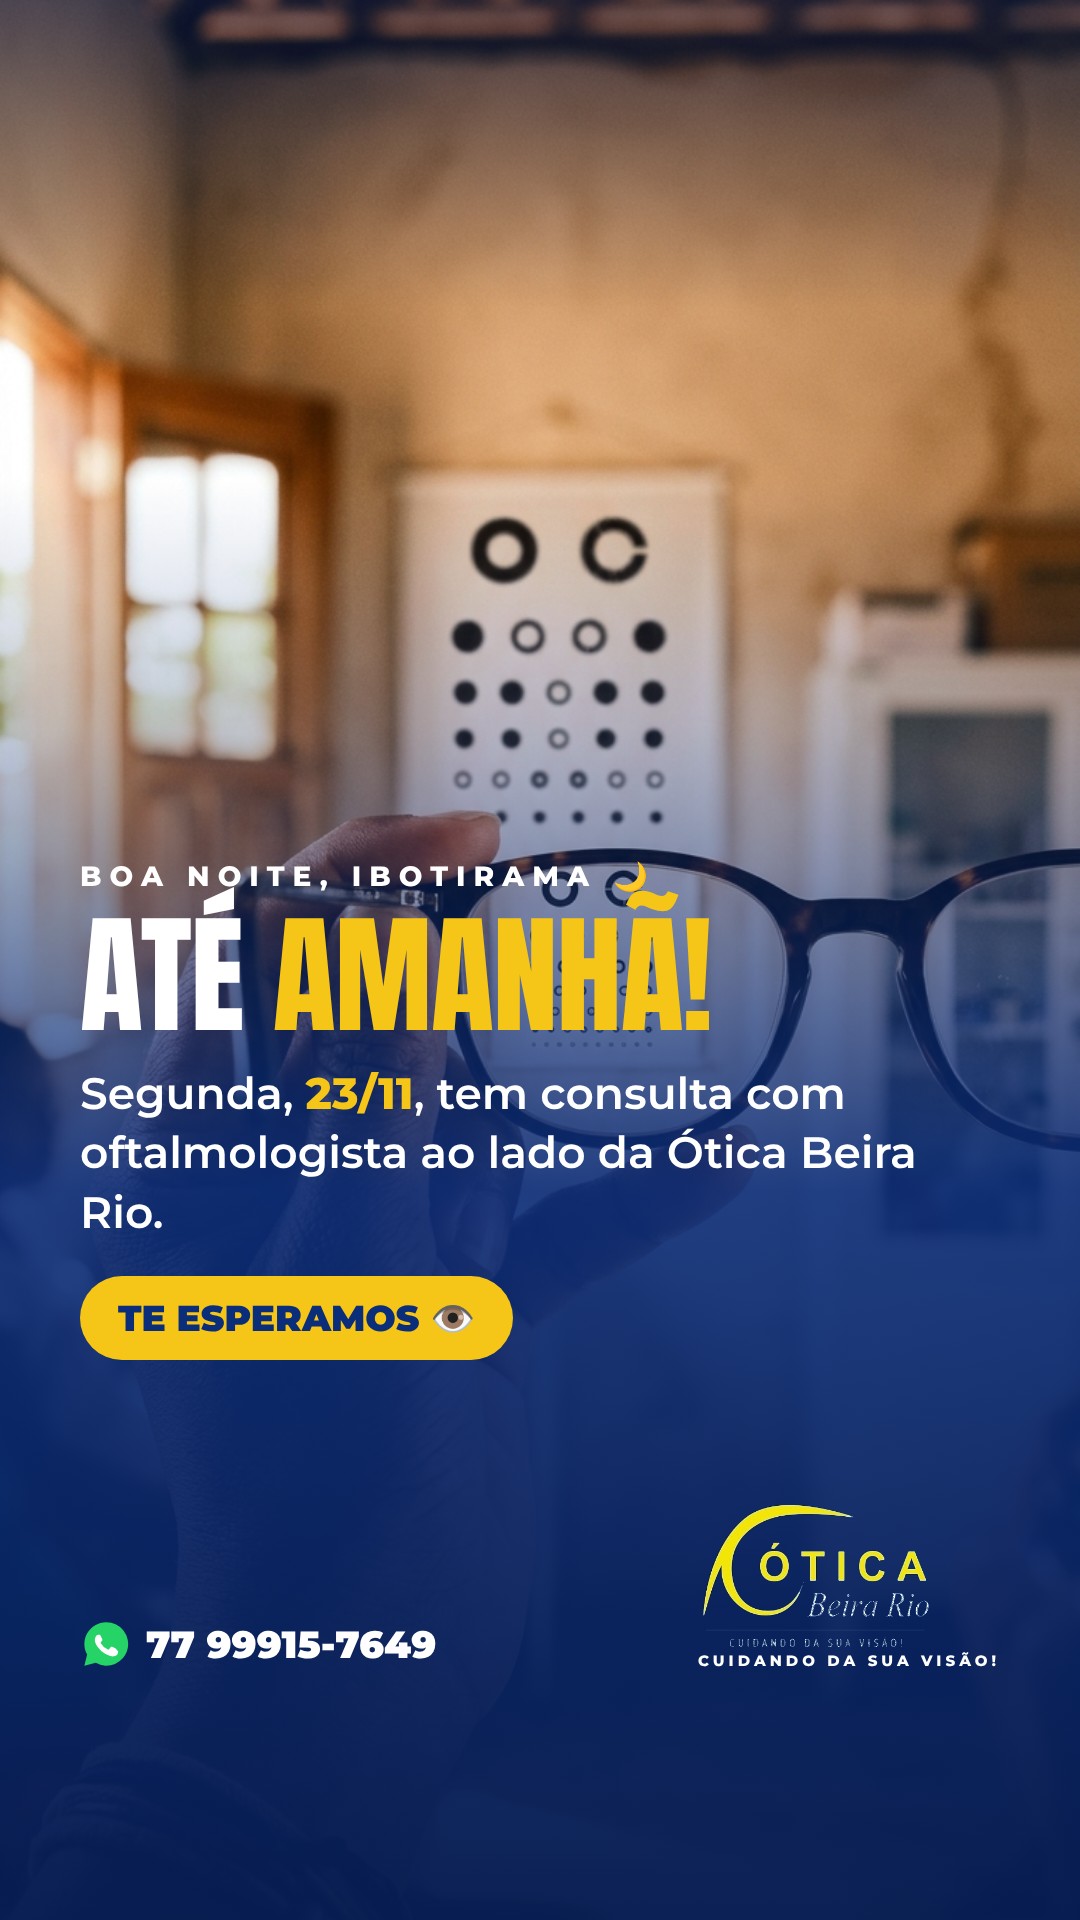 BOA NOITE, IBOTIRAMA 🌙
ATÉ AMANHÃ!
Segunda, 23/11, tem consulta com
oftalmologista ao lado da Ótica Beira
Rio.
TE ESPERAMOS 👁️
77 99915-7649
ÓTICA
Beira Rio
CUIDANDO DA SUA VISÃO!
CUIDANDO DA SUA VISÃO!